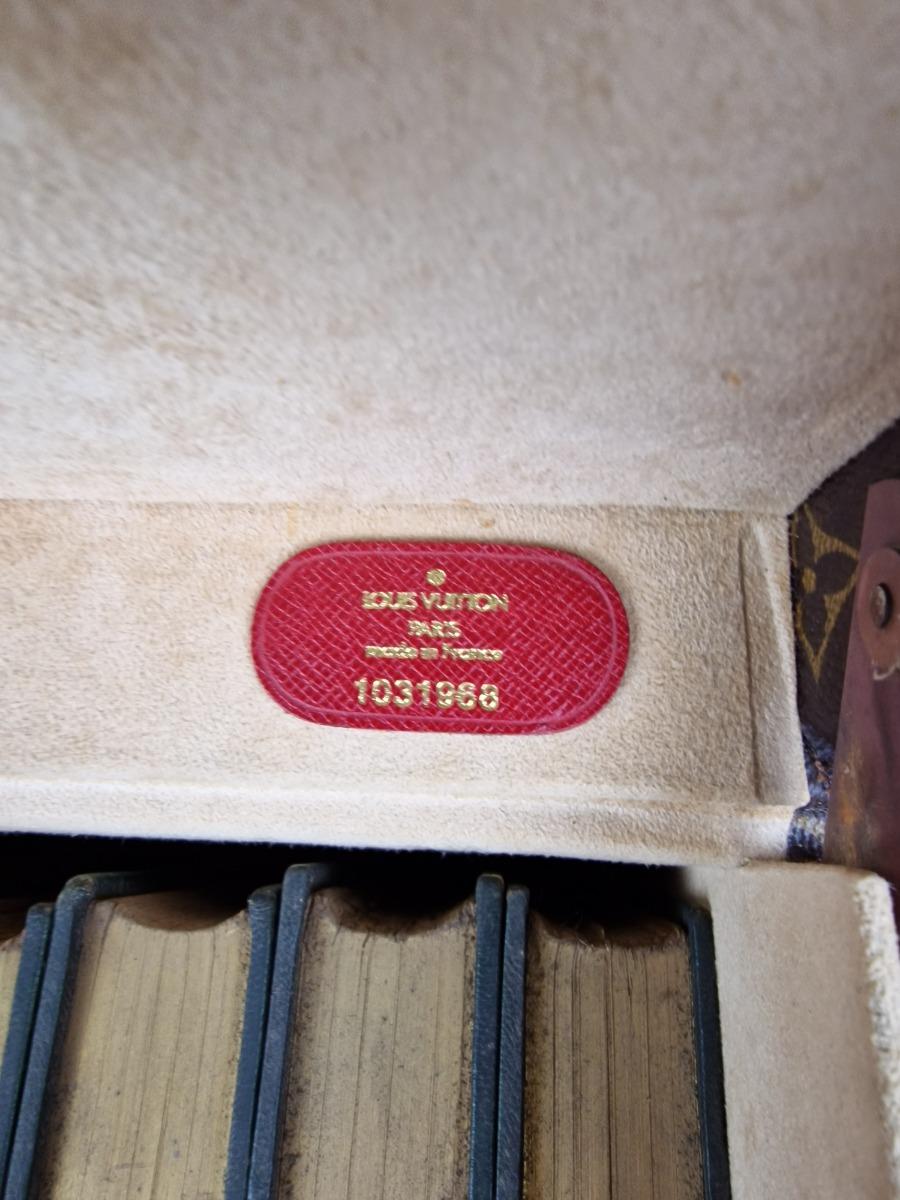 LOUIS VUITTON
PARIS
made in France
1031968